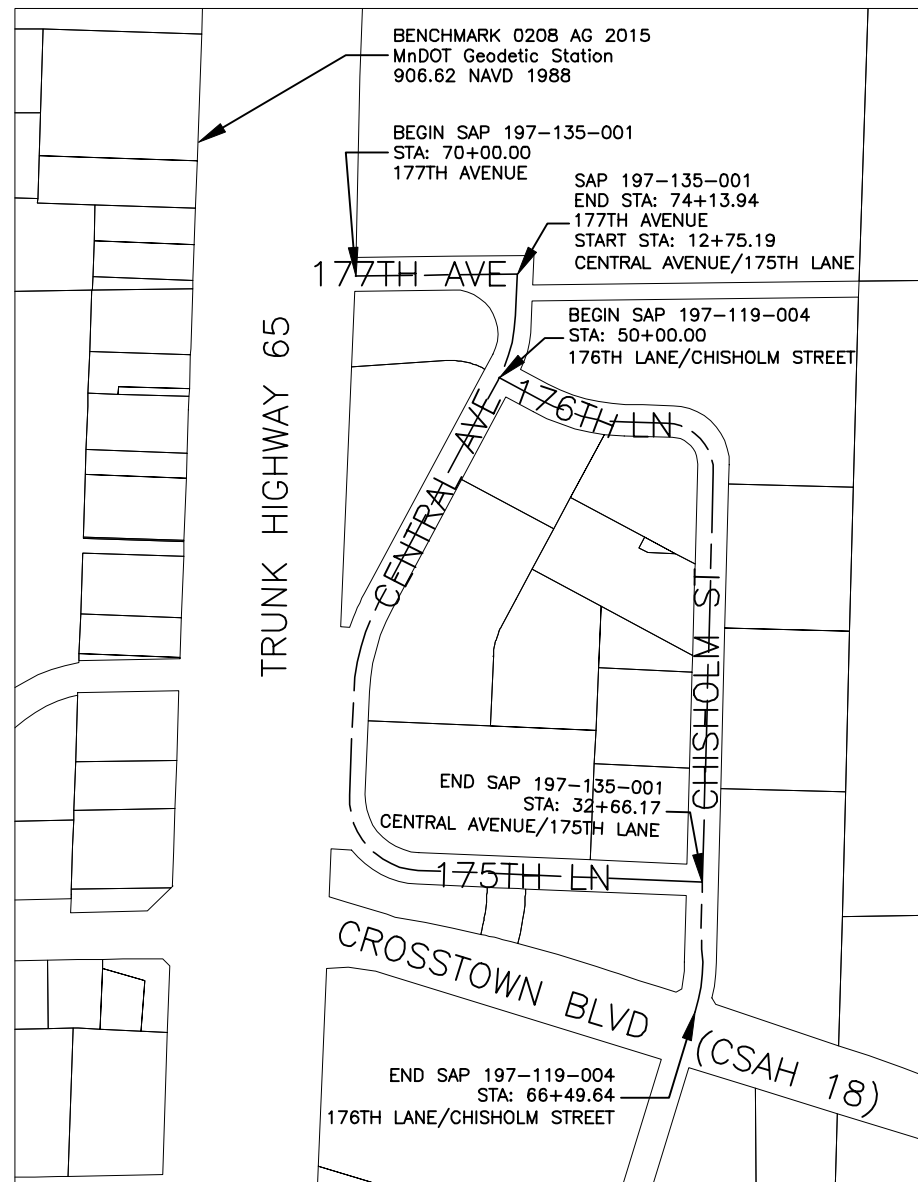 BENCHMARK 0208 AG 2015
MnDOT Geodetic Station
906.62 NAVD 1988
BEGIN SAP 197-135-001
STA: 70+00.00
177TH AVENUE
SAP 197-135-001
END STA: 74+13.94
177TH AVENUE
START STA: 12+75.19
CENTRAL AVENUE/175TH LANE
177TH AVE
BEGIN SAP 197-119-004
STA: 50+00.00
176TH LANE/CHISHOLM STREET
TRUNK HIGHWAY 65
176TH LN
CENTRAL AVE
CHISHOLM ST
END SAP 197-135-001
STA: 32+66.17
CENTRAL AVENUE/175TH LANE
175TH LN
CROSSTOWN BLVD
(CSAH 18)
END SAP 197-119-004
STA: 66+49.64
176TH LANE/CHISHOLM STREET